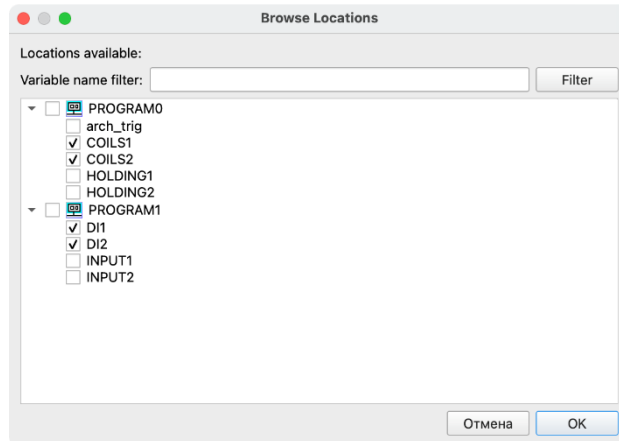 Browse Locations
Locations available:
Variable name filter: Filter
PROGRAM0
arch_trig
COILS1
COILS2
HOLDING1
HOLDING2
PROGRAM1
DI1
DI2
INPUT1
INPUT2
Отмена OK